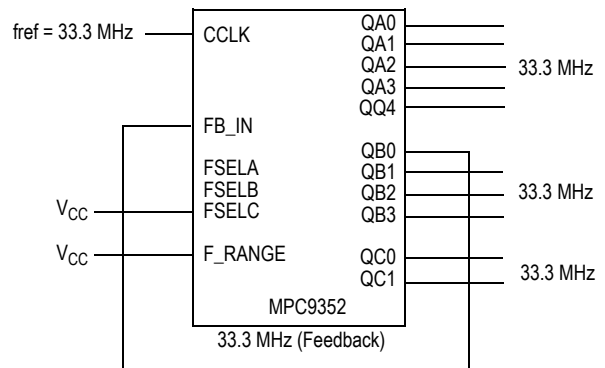 fref = 33.3 MHz
CCLK
QA0
QA1
QA2
QA3
QQ4
33.3 MHz
FB_IN
QB0
QB1
QB2
QB3
33.3 MHz
FSELA
FSELB
VCC
FSELC
VCC
F_RANGE
QC0
QC1
33.3 MHz
MPC9352
33.3 MHz (Feedback)